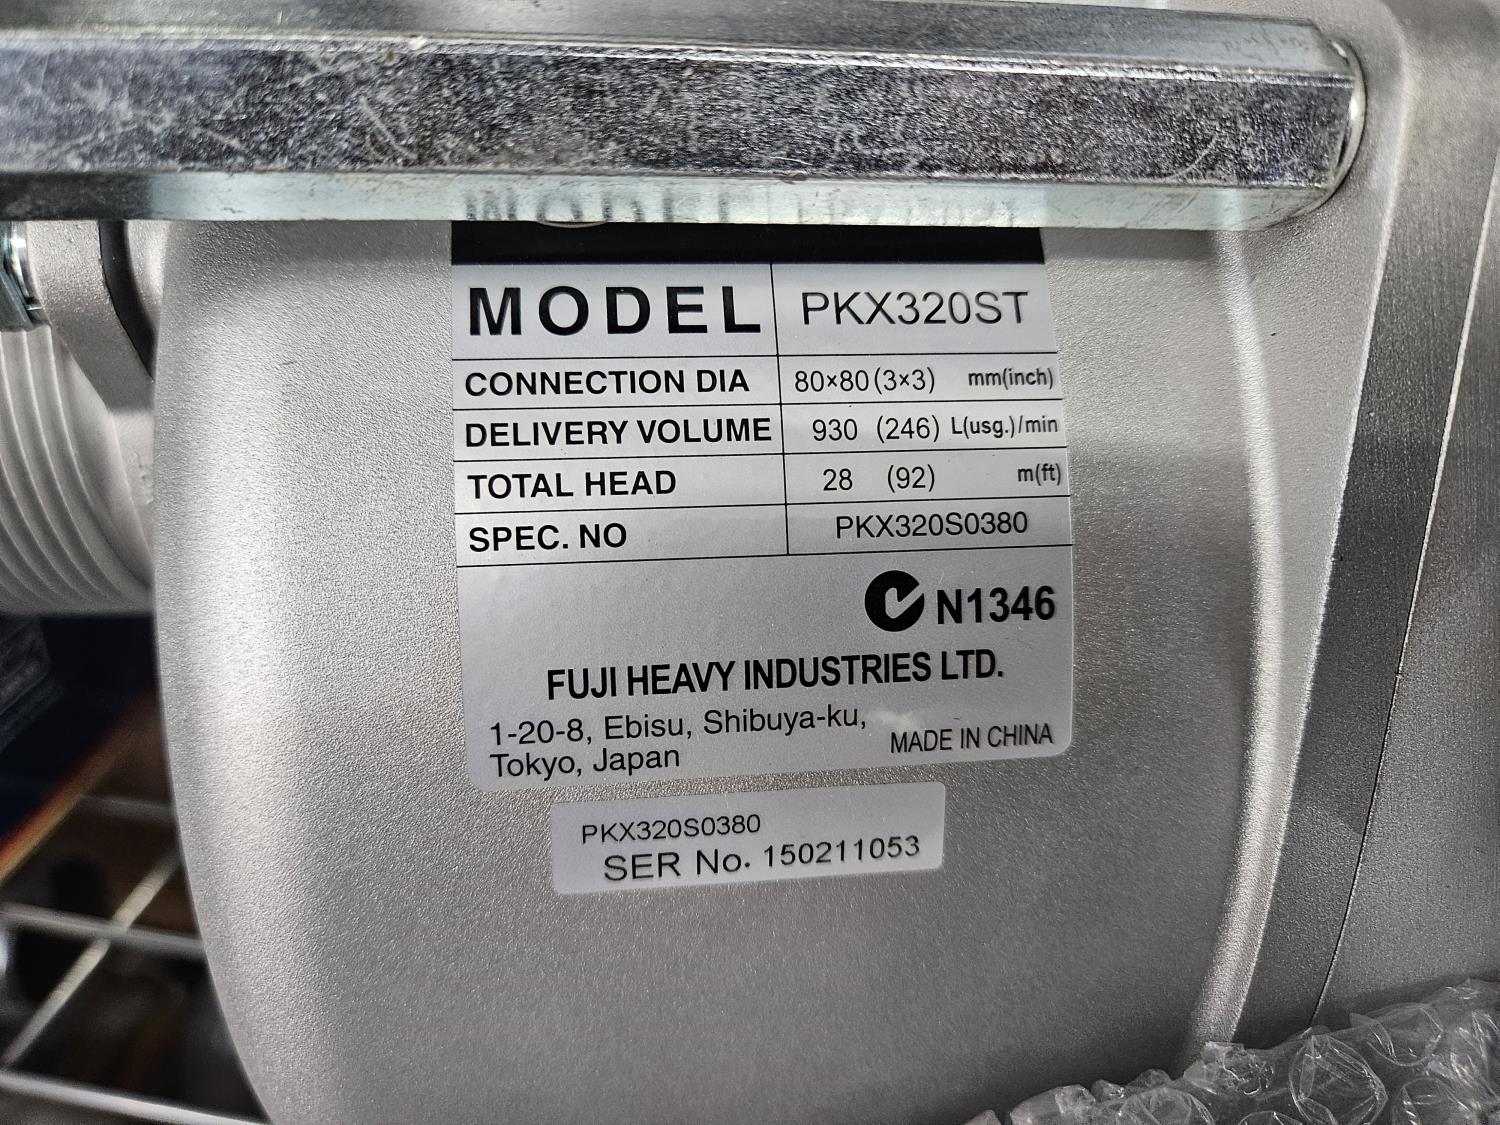 MODEL PKX320ST
CONNECTION DIA 80×80(3×3) mm(inch)
DELIVERY VOLUME 930 (246) L(usg.)/min
TOTAL HEAD 28 (92) m(ft)
SPEC. NO PKX320S0380
N1346
FUJI HEAVY INDUSTRIES LTD.
1-20-8, Ebisu, Shibuya-ku,
Tokyo, Japan
MADE IN CHINA
PKX320S0380
SER No. 150211053